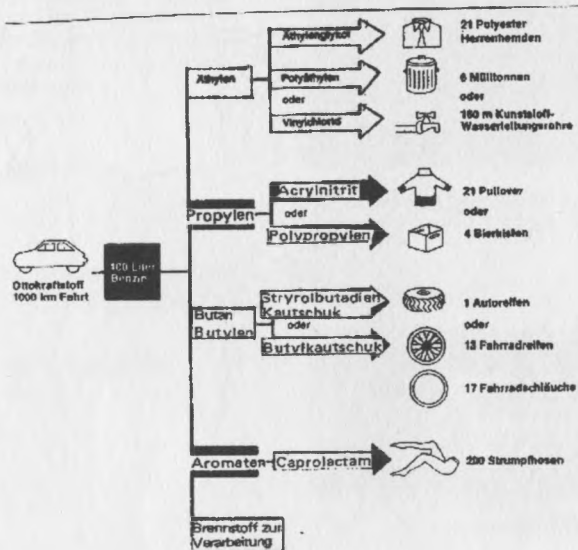 Äthylenglykol
21 Polyester
Herrenhemden
Äthylen
Polyäthylen
6 Mülltonnen
oder
oder
Vinylchlorid
160 m Kunststoff-
Wasserleitungsrohre
Acrylnitrit
21 Pullover
Propylen
oder
oder
Polypropylen
4 Bierkisten
100 Liter
Benzin
Ottokraftstoff
1000 km Fahrt
Stryrolbutadien
Kautschuk
1 Autoreifen
Butan
Butylen
oder
oder
Butylkautschuk
13 Fahrradreifen
17 Fahrradschläuche
Aromaten
Caprolactam
200 Strumpfhosen
Brennstoff zur
Verarbeitung